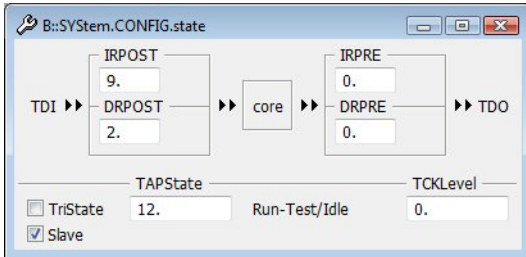 B::SYStem.CONFIG.state
IRPOST IRPRE
9. 0.
TDI DRPOST core DRPRE TDO
2. 0.
TAPState TCKLevel
TriState 12. Run-Test/Idle 0.
Slave